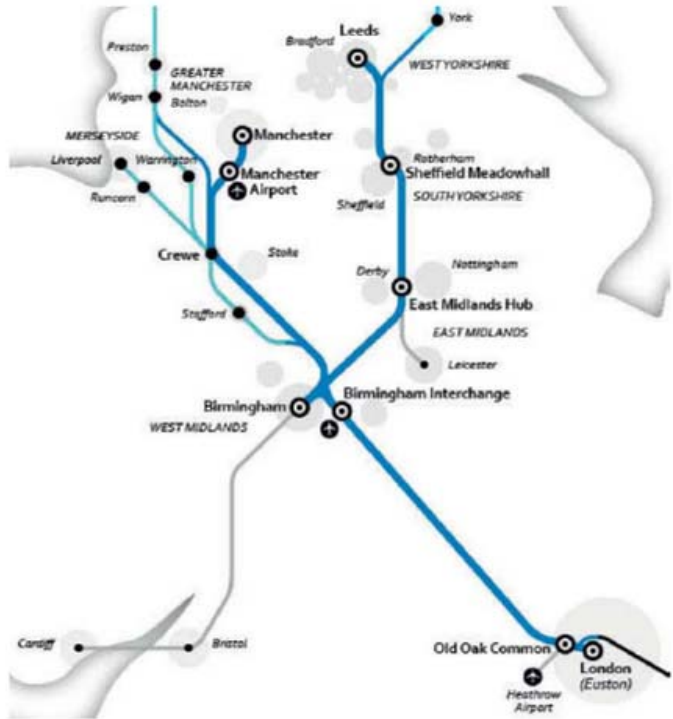 York
Leeds
Bradford
Preston
WEST YORKSHIRE
GREATER
MANCHESTER
Wigan
Bolton
Manchester
MERSEYSIDE
Liverpool
Warrington
Rotherham
Manchester
Airport
Sheffield Meadowhall
Runcorn
SOUTH YORKSHIRE
Sheffield
Crewe
Stoke
Derby
Nottingham
East Midlands Hub
Stafford
EAST MIDLANDS
Leicester
Birmingham Interchange
Birmingham
WEST MIDLANDS
Cardiff
Bristol
Old Oak Common
London
(Euston)
Heathrow
Airport